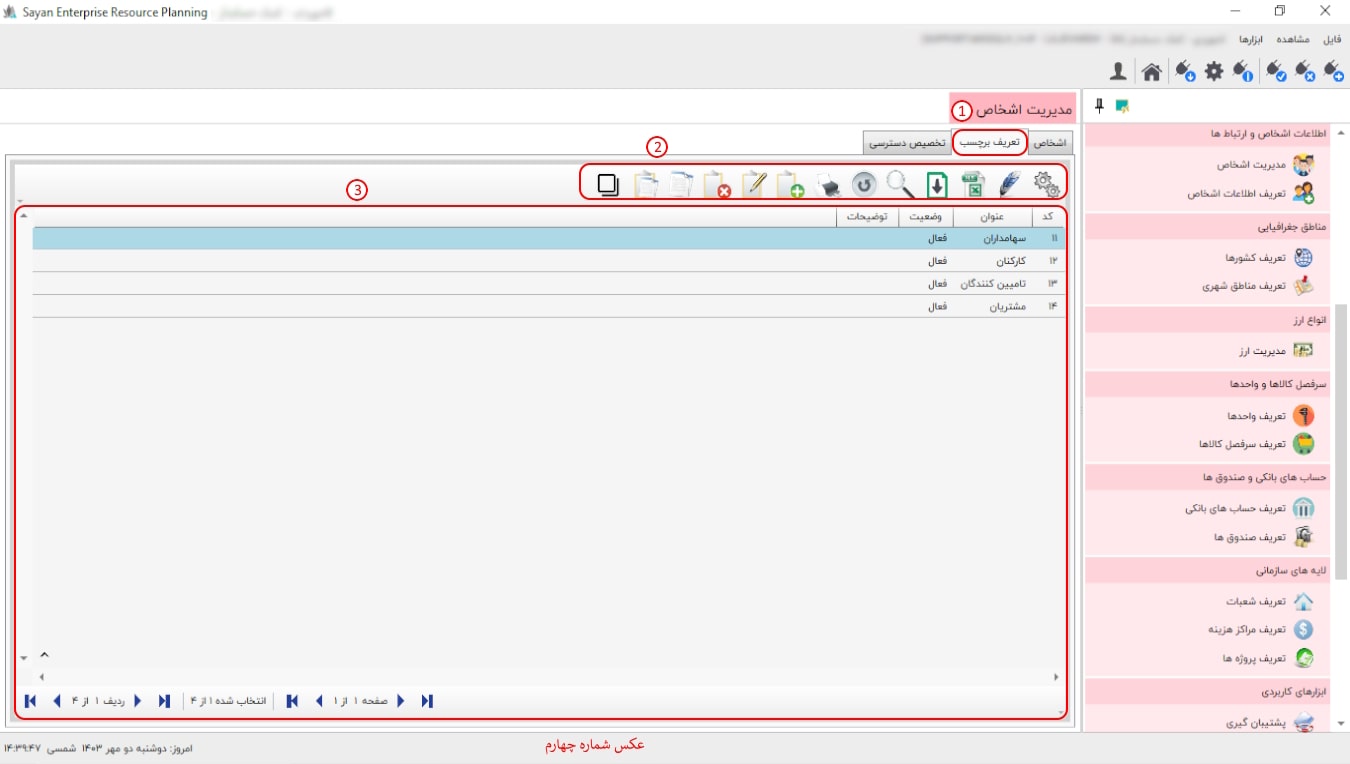 Sayan Enterprise Resource Planning
فایل مشاهده ابزارها
مدیریت اشخاص 1
اشخاص تعریف برچسب تخصیص دسترسی
2
3
کد عنوان وضعیت توضیحات
۱۱ سهامداران فعال
۱۲ کارکنان فعال
۱۳ تامیین کنندگان فعال
۱۴ مشتریان فعال
ردیف ۱ از ۴ انتخاب شده ۱ از ۴ صفحه ۱ از ۱
اطلاعات اشخاص و ارتباط ها
مدیریت اشخاص
تعریف اطلاعات اشخاص
مناطق جغرافیایی
تعریف کشورها
تعریف مناطق شهری
انواع ارز
مدیریت ارز
سرفصل کالاها و واحدها
تعریف واحدها
تعریف سرفصل کالاها
حساب های بانکی و صندوق ها
تعریف حساب های بانکی
تعریف صندوق ها
لایه های سازمانی
تعریف شعبات
تعریف مراکز هزینه
تعریف پروژه ها
ابزارهای کاربردی
پشتیبان گیری
امروز: دوشنبه دو مهر ۱۴۰۳ شمسی ۱۴:۳۹:۴۷
عکس شماره چهارم